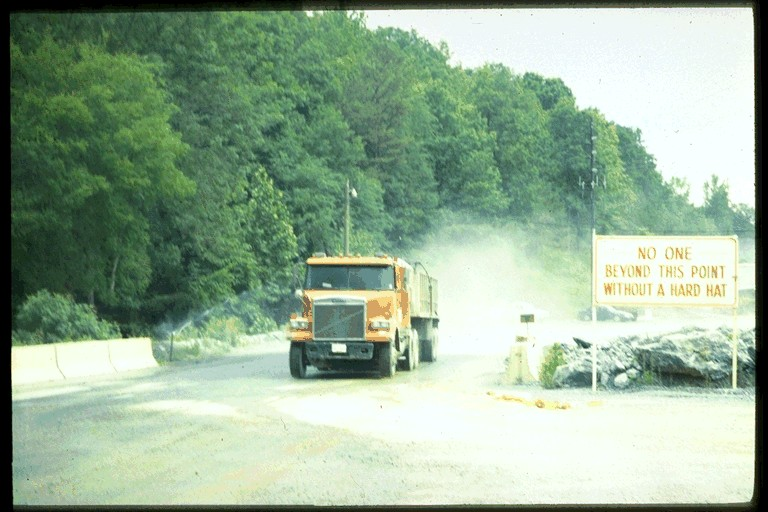 NO ONE
BEYOND THIS POINT
WITHOUT A HARD HAT